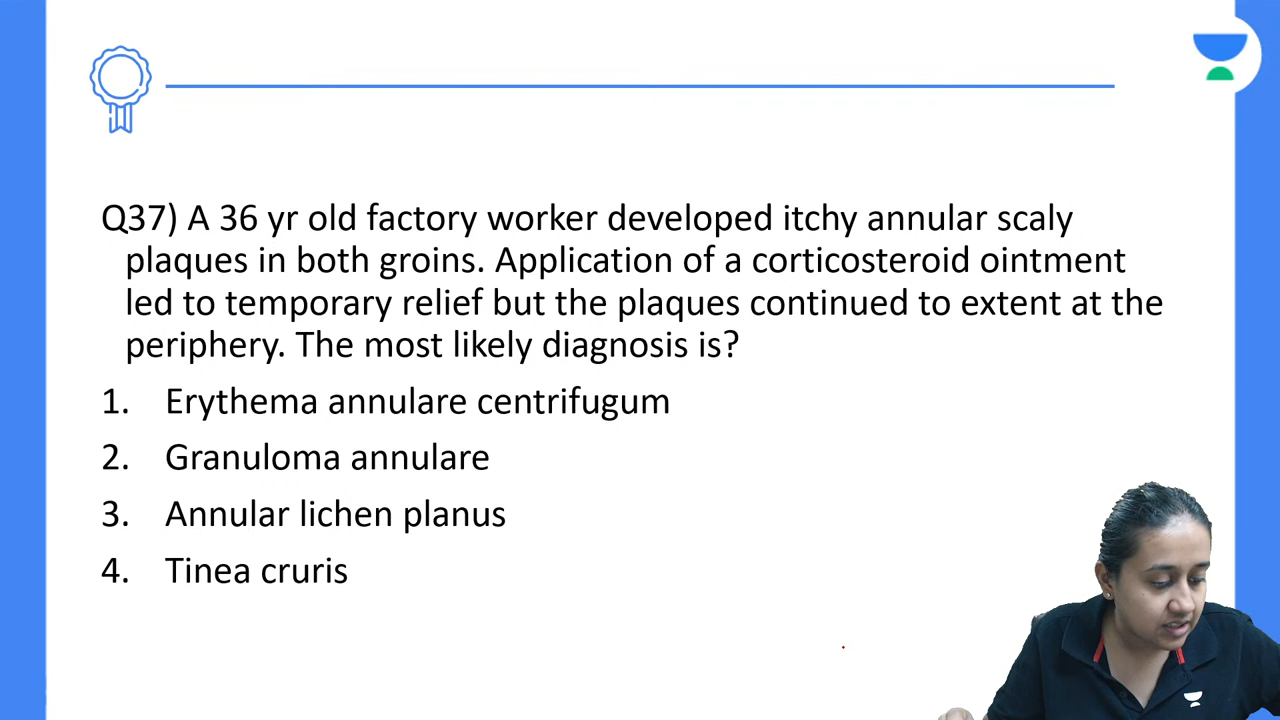 Q37) A 36 yr old factory worker developed itchy annular scaly
plaques in both groins. Application of a corticosteroid ointment
led to temporary relief but the plaques continued to extent at the
periphery. The most likely diagnosis is?
1. Erythema annulare centrifugum
2. Granuloma annulare
3. Annular lichen planus
4. Tinea cruris